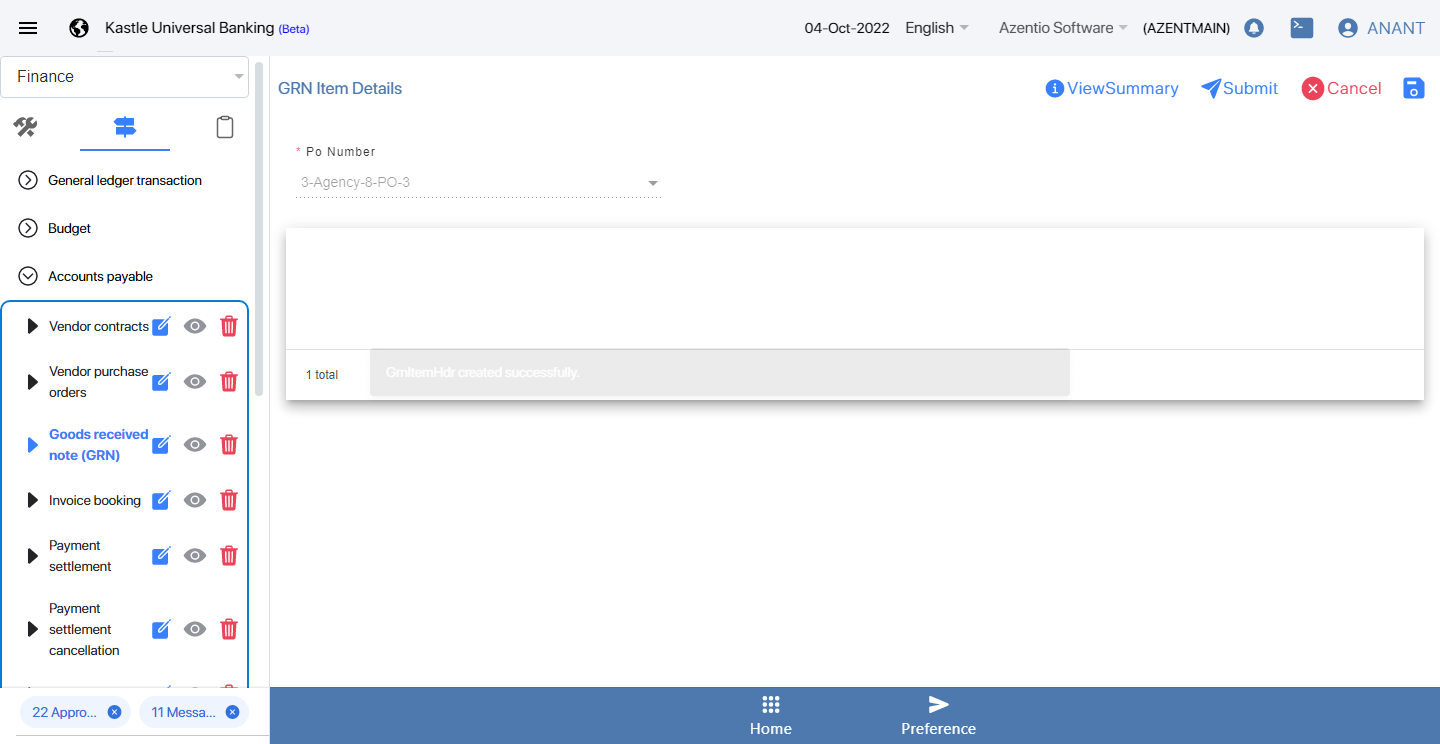 Kastle Universal Banking (Beta)
04-Oct-2022
English
Azentio Software
(AZENTMAIN)
ANANT
Finance
General ledger transaction
Budget
Accounts payable
Vendor contracts
Vendor purchase
orders
Goods received
note (GRN)
Invoice booking
Payment
settlement
Payment
settlement
cancellation
22 Appro...
11 Messa...
GRN Item Details
ViewSummary
Submit
Cancel
* Po Number
3-Agency-8-PO-3
1 total
GrnItemHdr created successfully.
Home
Preference